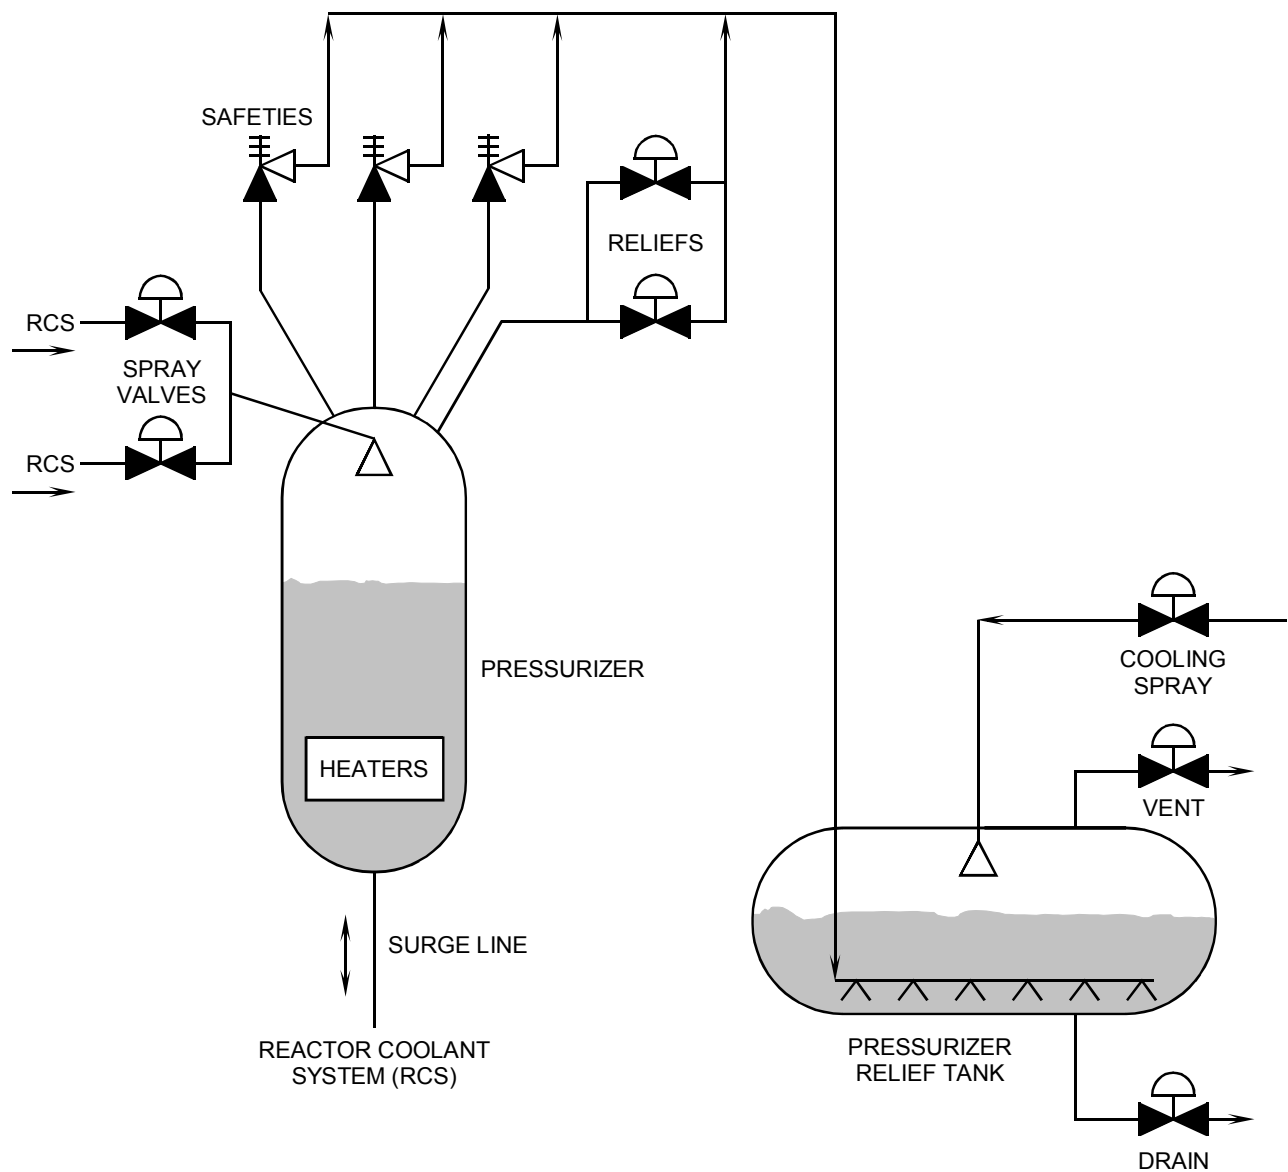 SAFETIES
RELIEFS
RCS
SPRAY
VALVES
RCS
PRESSURIZER
COOLING
SPRAY
HEATERS
VENT
SURGE LINE
REACTOR COOLANT
SYSTEM (RCS)
PRESSURIZER
RELIEF TANK
DRAIN